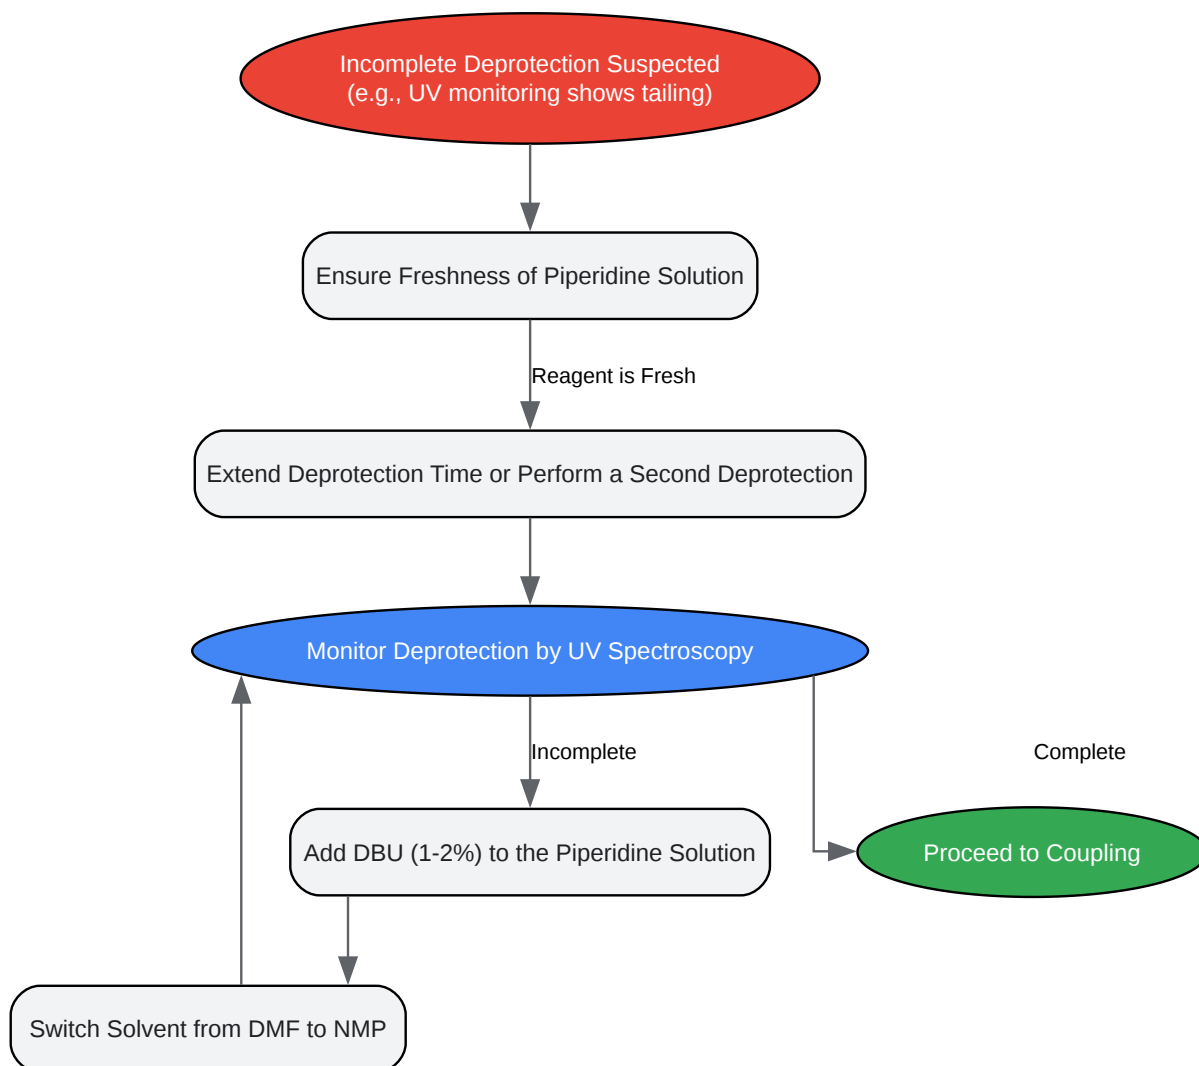 Incomplete Deprotection Suspected
(e.g., UV monitoring shows tailing)
Ensure Freshness of Piperidine Solution
Reagent is Fresh
Extend Deprotection Time or Perform a Second Deprotection
Monitor Deprotection by UV Spectroscopy
Incomplete
Complete
Add DBU (1-2%) to the Piperidine Solution
Proceed to Coupling
Switch Solvent from DMF to NMP